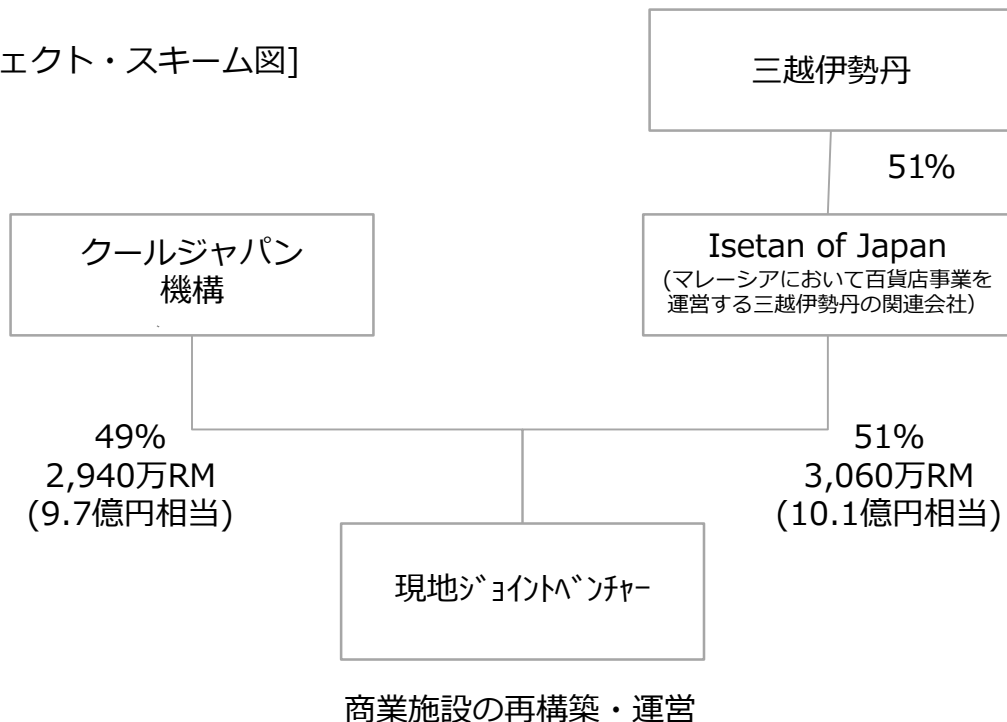 ェクト・スキーム図]
三越伊勢丹
51%
クールジャパン
機構
Isetan of Japan
(マレーシアにおいて百貨店事業を
運営する三越伊勢丹の関連会社)
49%
2,940万RM
(9.7億円相当)
51%
3,060万RM
(10.1億円相当)
現地ｼﾞｮｲﾝﾄﾍﾞﾝﾁｬｰ
商業施設の再構築・運営